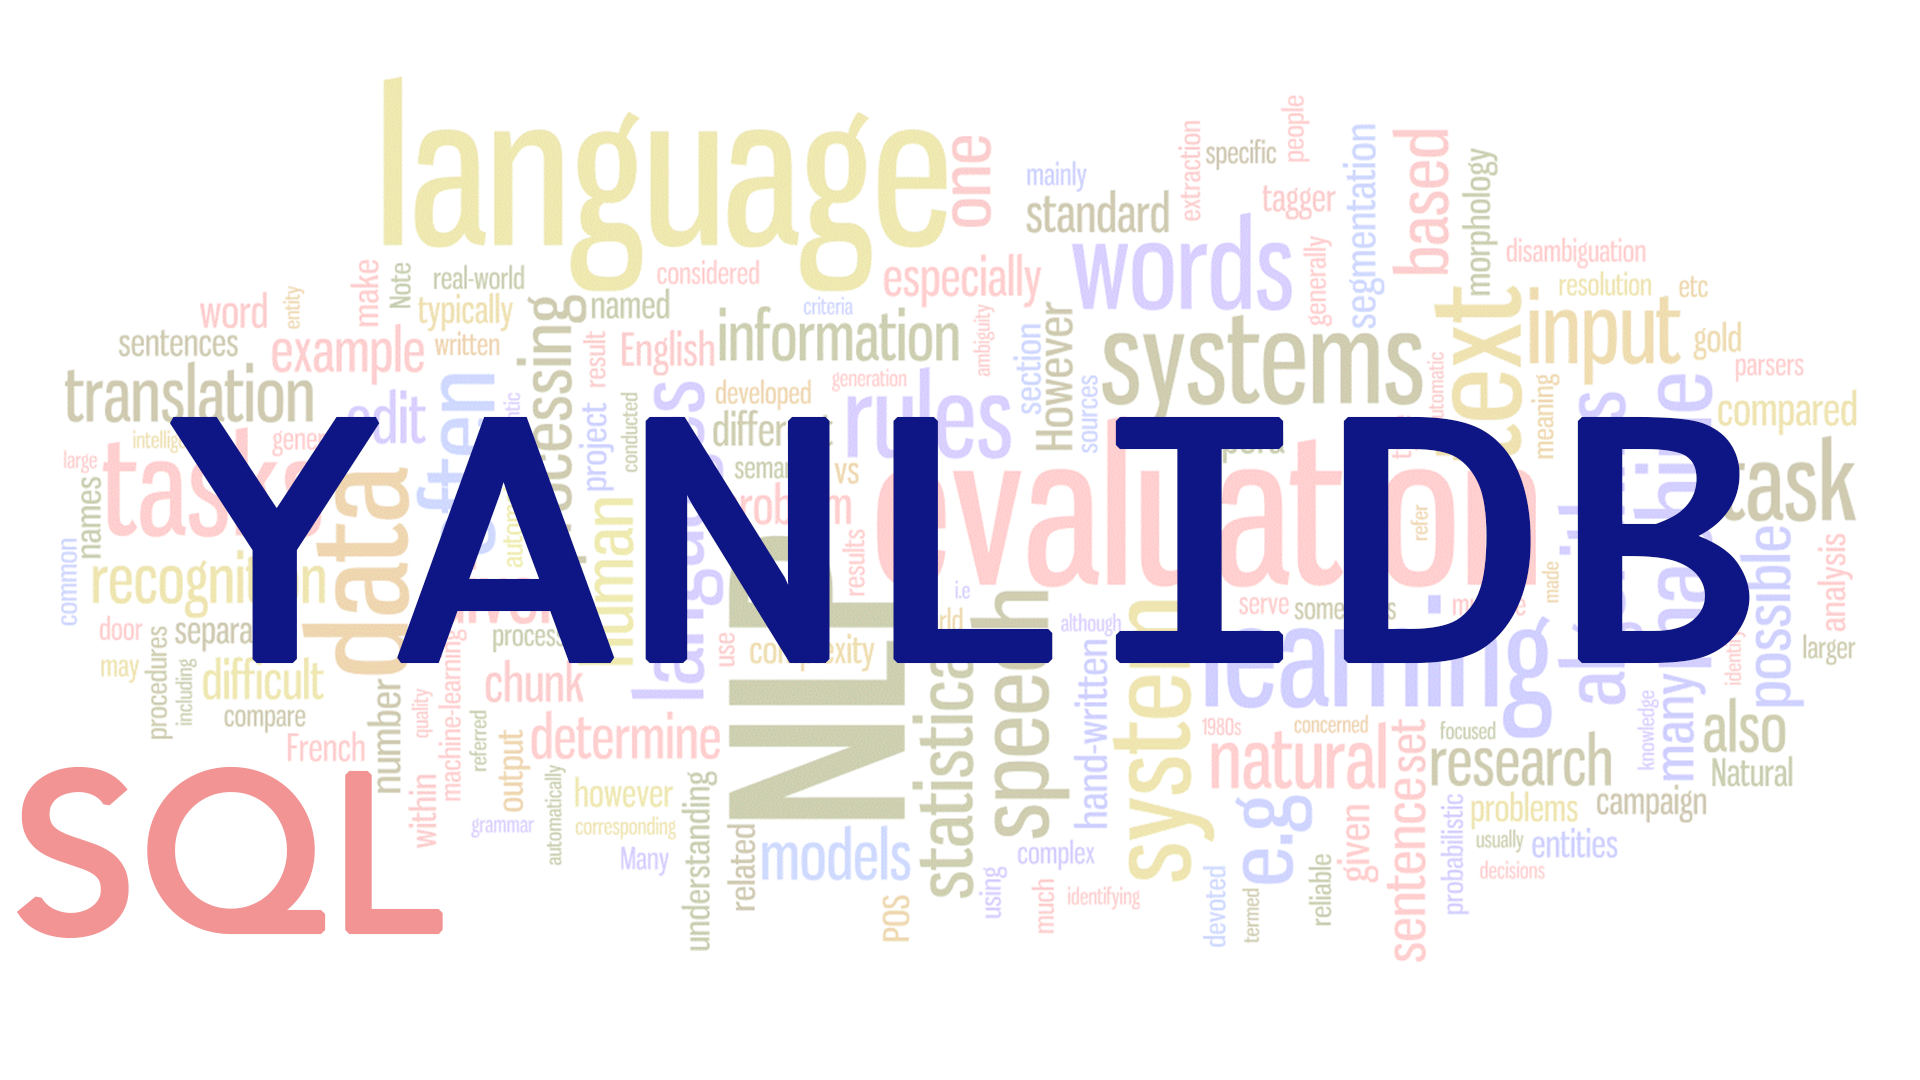 YANLIDB
SQL
language
one
mainly
standard
extraction
specific
people
tagger
segmentation
based
morphology
words
generally
disambiguation
resolution
etc
word
entity
make
Note
real-world
typically
written
considered
named
criteria
especially
information
ambiguity
section
However
sources
systems
text
input
gold
parsers
compared
sentences
translation
example
edit
often
processing
result
English
project
conducted
developed
generation
different
rules
automatic
meaning
large
tasks
names
data
vs
evaluation
refer
task
common
recognition
human
results
i.e
although
serve
made
possible
analysis
larger
door
may
procedures
including
difficult
compare
number
quality
machine-learning
referred
chunk
determine
use
complexity
NLP
statistical
speech
hand-written
system
learning
1980s
concerned
natural
set
focused
research
knowledge
many
also
Natural
French
within
output
grammar
automatically
however
corresponding
Many
understanding
related
models
POS
using
complex
much
identifying
devoted
e.g
termed
reliable
given
sentence
probabilistic
problems
usually
entities
decisions
campaign